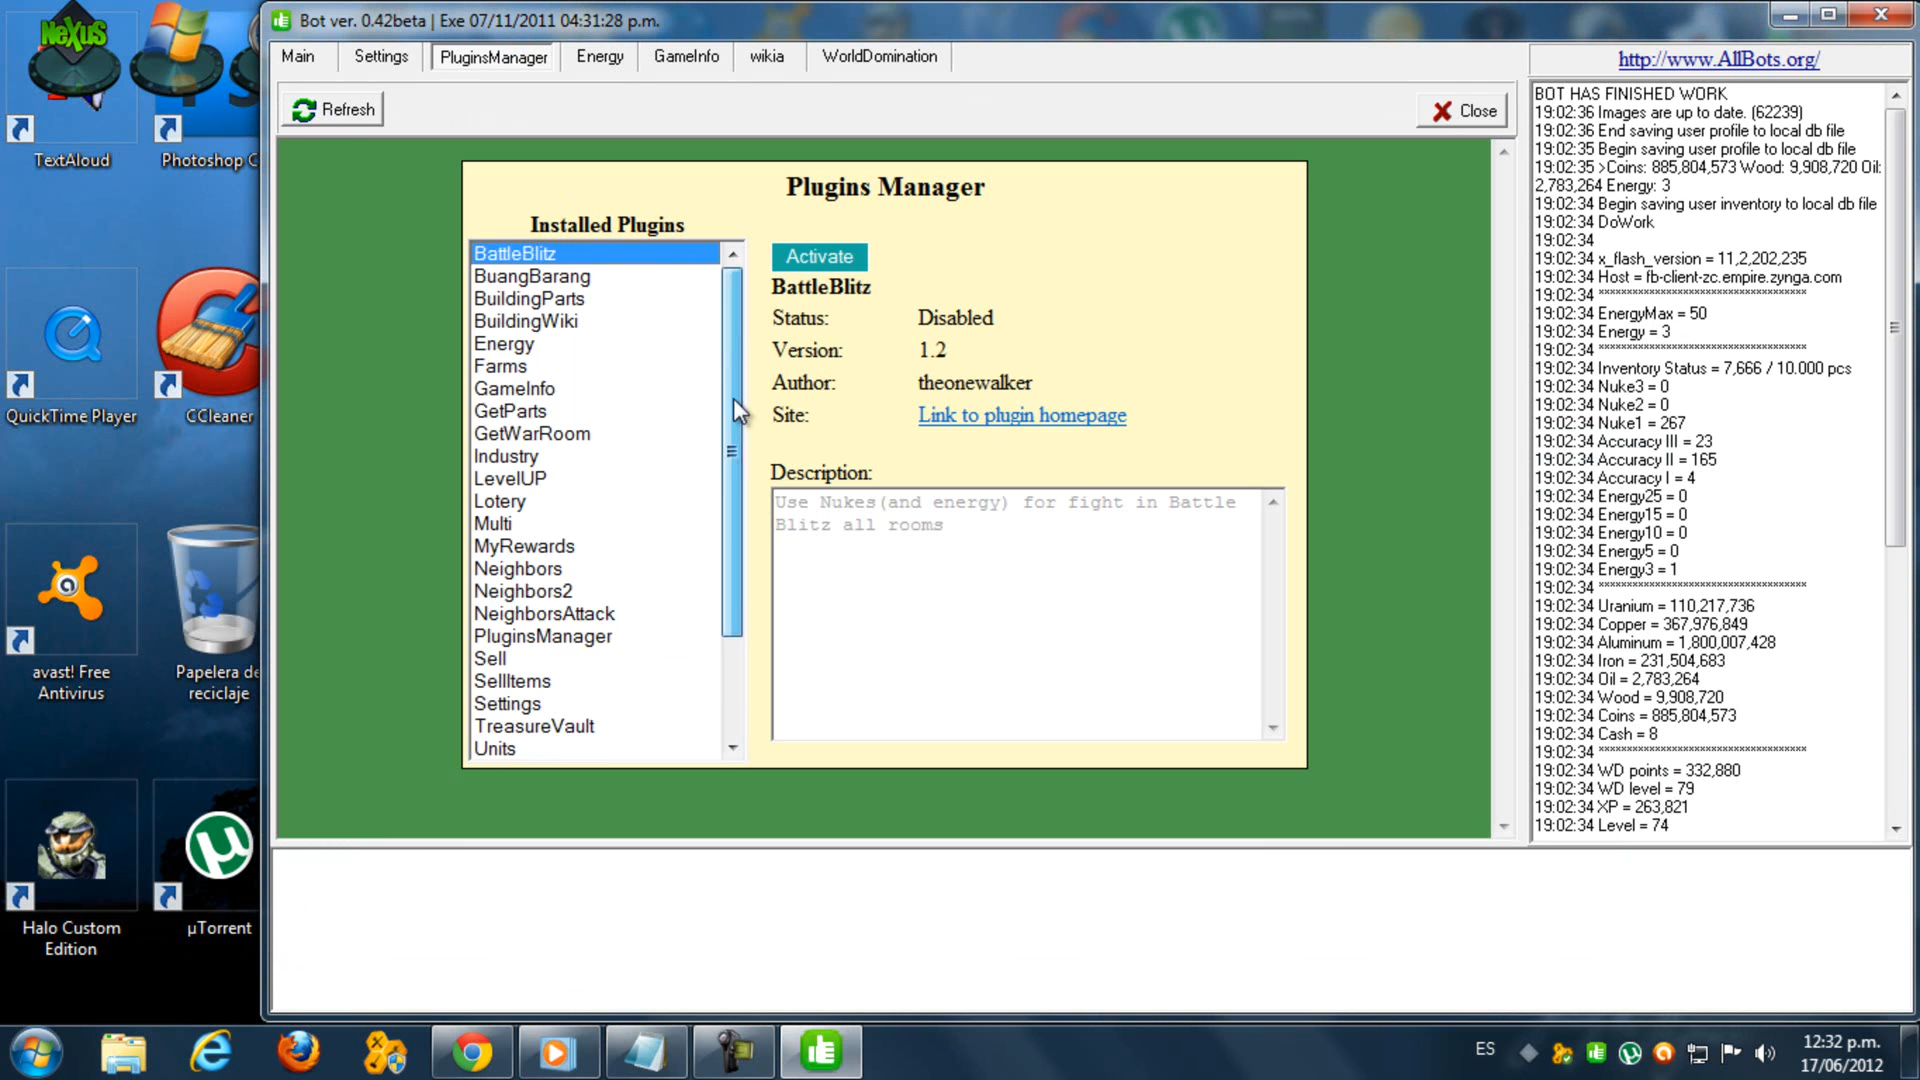 NeXuS
TextAloud
Photoshop C
QuickTime Player
CCleaner
avast! Free
Antivirus
Papelera de
reciclaje
Halo Custom
Edition
µTorrent
Bot ver. 0.42beta | Exe 07/11/2011 04:31:28 p.m.
Main
Settings
PluginsManager
Energy
GameInfo
wikia
WorldDomination
Refresh
Close
Plugins Manager
Installed Plugins
BattleBlitz
BuangBarang
BuildingParts
BuildingWiki
Energy
Farms
GameInfo
GetParts
GetWarRoom
Industry
LevelUP
Lotery
Multi
MyRewards
Neighbors
Neighbors2
NeighborsAttack
PluginsManager
Sell
SellItems
Settings
TreasureVault
Units
Activate
BattleBlitz
Status: Disabled
Version: 1.2
Author: theonewalker
Site: Link to plugin homepage
Description:
Use Nukes(and energy) for fight in Battle
Blitz all rooms
http://www.AllBots.org/
BOT HAS FINISHED WORK
19:02:36 Images are up to date. (62239)
19:02:36 End saving user profile to local db file
19:02:35 Begin saving user profile to local db file
19:02:35 >Coins: 885,804,573 Wood: 9,908,720 Oil:
2,783,264 Energy: 3
19:02:34 Begin saving user inventory to local db file
19:02:34 DoWork
19:02:34
19:02:34 x_flash_version = 11,2,202,235
19:02:34 Host = fb-client-zc.empire.zynga.com
19:02:34 ************************************
19:02:34 EnergyMax = 50
19:02:34 Energy = 3
19:02:34 ************************************
19:02:34 Inventory Status = 7,666 / 10.000 pcs
19:02:34 Nuke3 = 0
19:02:34 Nuke2 = 0
19:02:34 Nuke1 = 267
19:02:34 Accuracy III = 23
19:02:34 Accuracy II = 165
19:02:34 Accuracy I = 4
19:02:34 Energy25 = 0
19:02:34 Energy15 = 0
19:02:34 Energy10 = 0
19:02:34 Energy5 = 0
19:02:34 Energy3 = 1
19:02:34 ************************************
19:02:34 Uranium = 110,217,736
19:02:34 Copper = 367,976,849
19:02:34 Aluminum = 1,800,007,428
19:02:34 Iron = 231,504,683
19:02:34 Oil = 2,783,264
19:02:34 Wood = 9,908,720
19:02:34 Coins = 885,804,573
19:02:34 Cash = 8
19:02:34 ************************************
19:02:34 WD points = 332,880
19:02:34 WD level = 79
19:02:34 XP = 263,821
19:02:34 Level = 74
ES
12:32 p.m.
17/06/2012